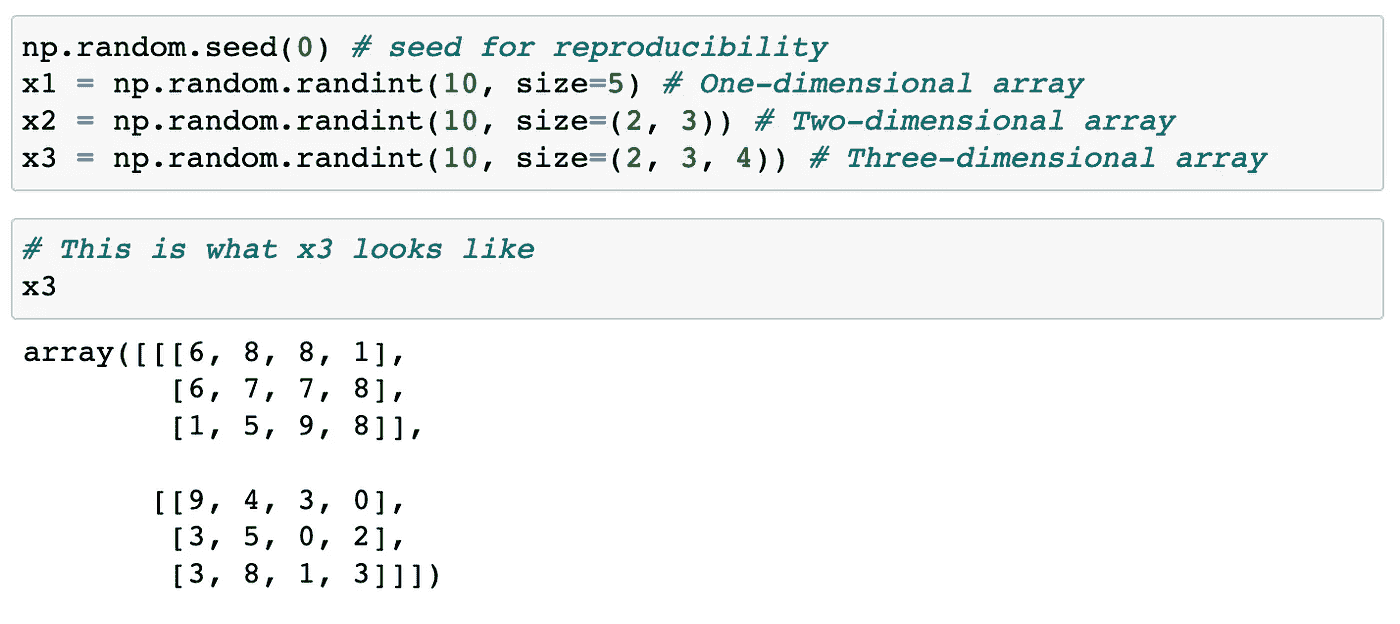 np.random.seed(0) # seed for reproducibility
x1 = np.random.randint(10, size=5) # One-dimensional array
x2 = np.random.randint(10, size=(2, 3)) # Two-dimensional array
x3 = np.random.randint(10, size=(2, 3, 4)) # Three-dimensional array
# This is what x3 looks like
x3
array([[[6, 8, 8, 1],
[6, 7, 7, 8],
[1, 5, 9, 8]],
[[9, 4, 3, 0],
[3, 5, 0, 2],
[3, 8, 1, 3]]])